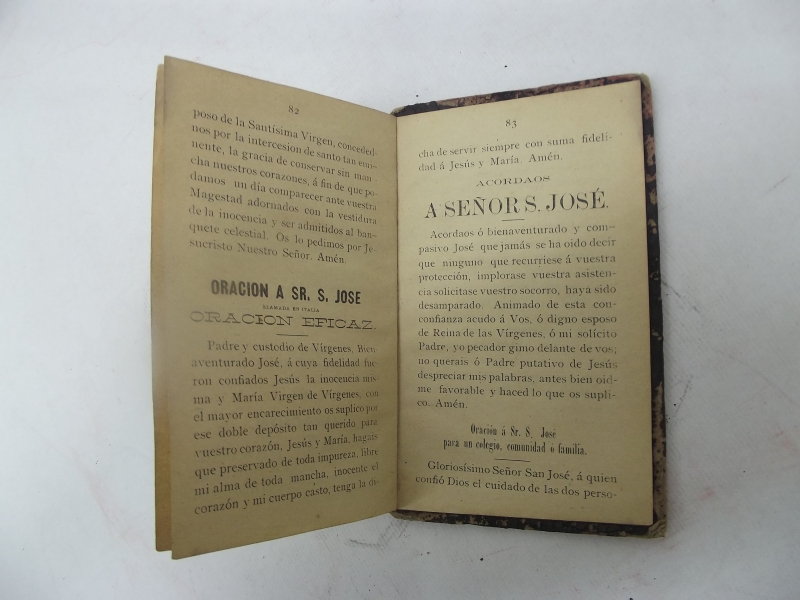 82
poso de la Santísima Virgen, conceded-
nos por la intercesion de santo tan emi-
nente, la gracia de conservar sin man-
cha nuestros corazones, á fin de que po-
damos un día comparecer ante vuestra
Magestad adornados con la vestidura
de la inocencia y ser admitidos al ban-
quete celestial. Os lo pedimos por Je-
sucristo Nuestro Señor. Amén.
ORACION A SR. S. JOSE
LLAMADA EN ITALIA
ORACION EFICAZ.
Padre y custodio de Vírgenes, Bien-
aventurado José, á cuya fidelidad fue-
ron confiados Jesús la inocencia mis-
ma y María Virgen de Vírgenes, con
el mayor encarecimiento os suplico por
ese doble depósito tan querido para
vuestro corazón, Jesús y María, hagais
que preservado de toda impureza, libre
mi alma de toda mancha, inocente el
corazón y mi cuerpo casto, tenga la di-
83
cha de servir siempre con suma fideli-
dad á Jesús y María. Amén.
ACORDAOS
A SEÑOR S. JOSÉ.
Acordaos ó bienaventurado y com-
pasivo José que jamás se ha oido decir
que ninguno que recurriese á vuestra
protección, implorase vuestra asisten-
cia solicitase vuestro socorro, haya sido
desamparado. Animado de esta con-
confianza acudo á Vos, ó digno esposo
de Reina de las Vírgenes; ó mi solícito
Padre, yo pecador gimo delante de vos;
no querais ó Padre putativo de Jesús
despreciar mis palabras, antes bien oid-
me favorable y haced lo que os supli-
co. Amén.
Oración á Sr. S. José
para un colegio, comunidad ó familia.
Gloriosísimo Señor San José, á quien
confió Dios el cuidado de las dos perso-